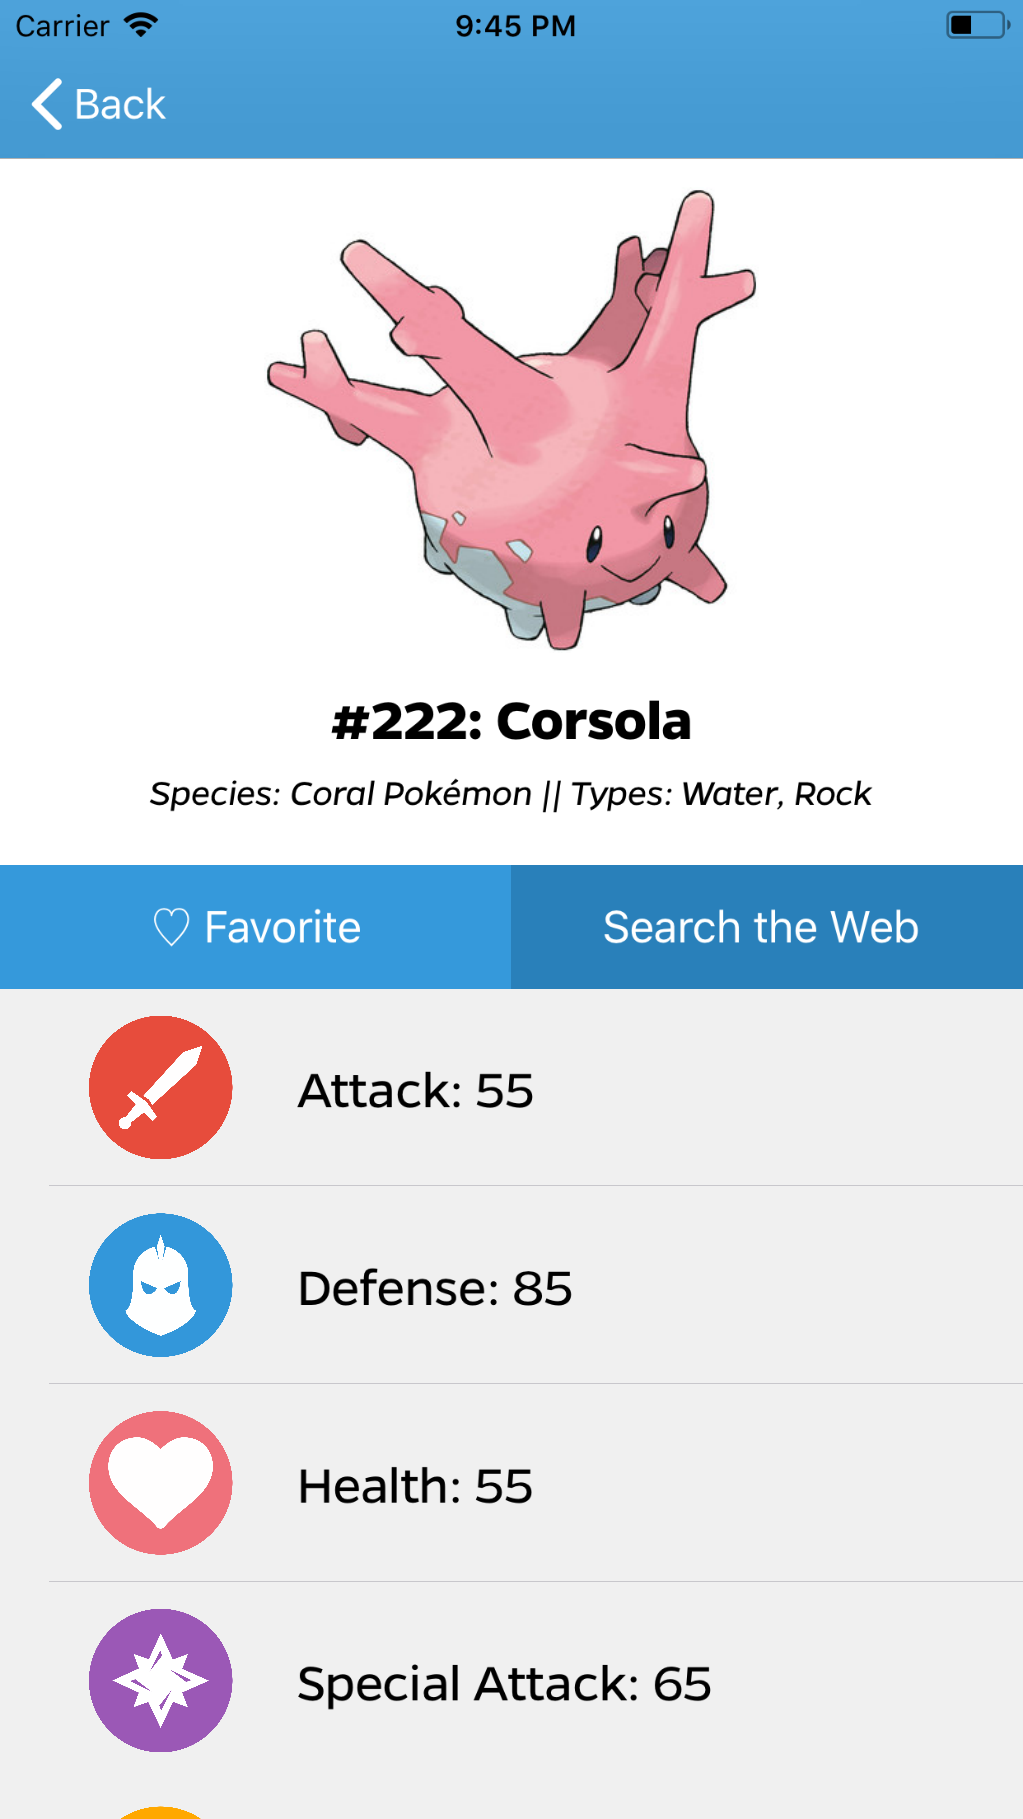 Carrier 9:45 PM
Back
#222: Corsola
Species: Coral Pokémon || Types: Water, Rock
♡ Favorite Search the Web
Attack: 55
Defense: 85
Health: 55
Special Attack: 65